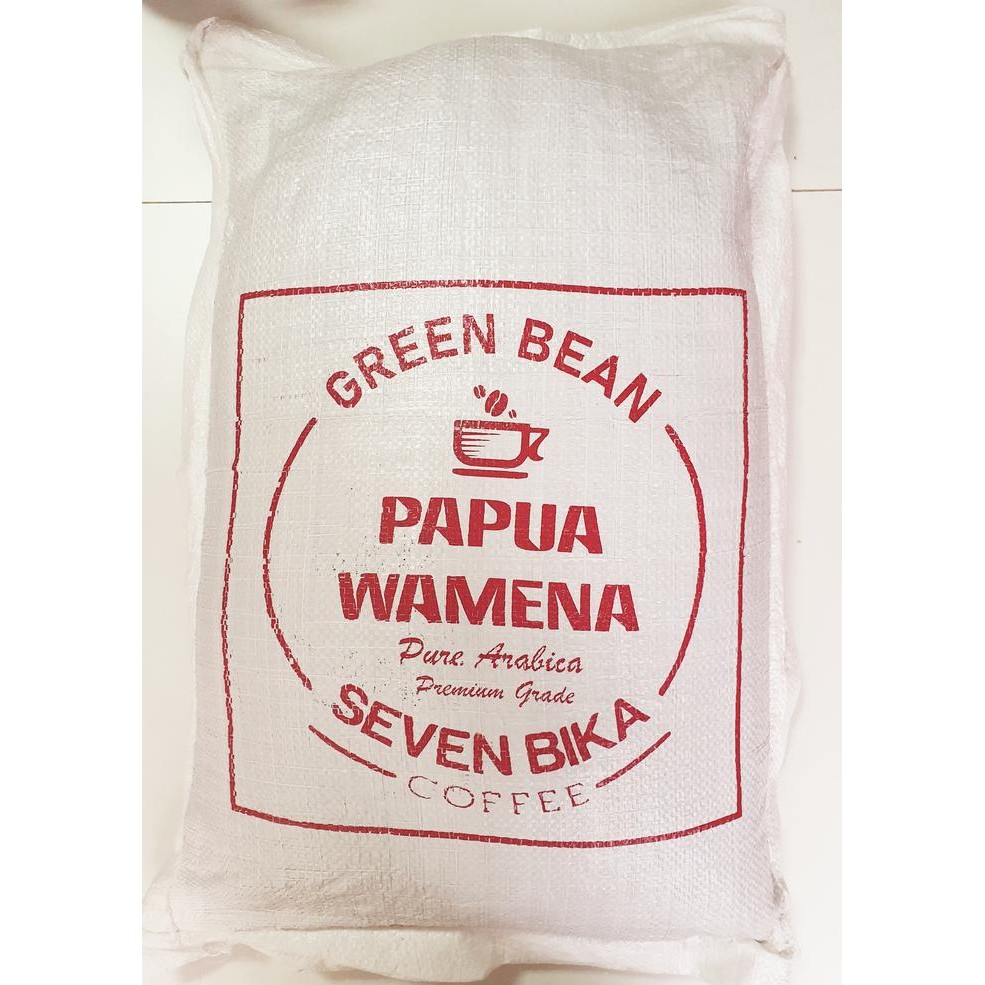 GREEN BEAN
PAPUA
WAMENA
Pure Arabica
Premium Grade
SEVEN BIKA
COFFEE